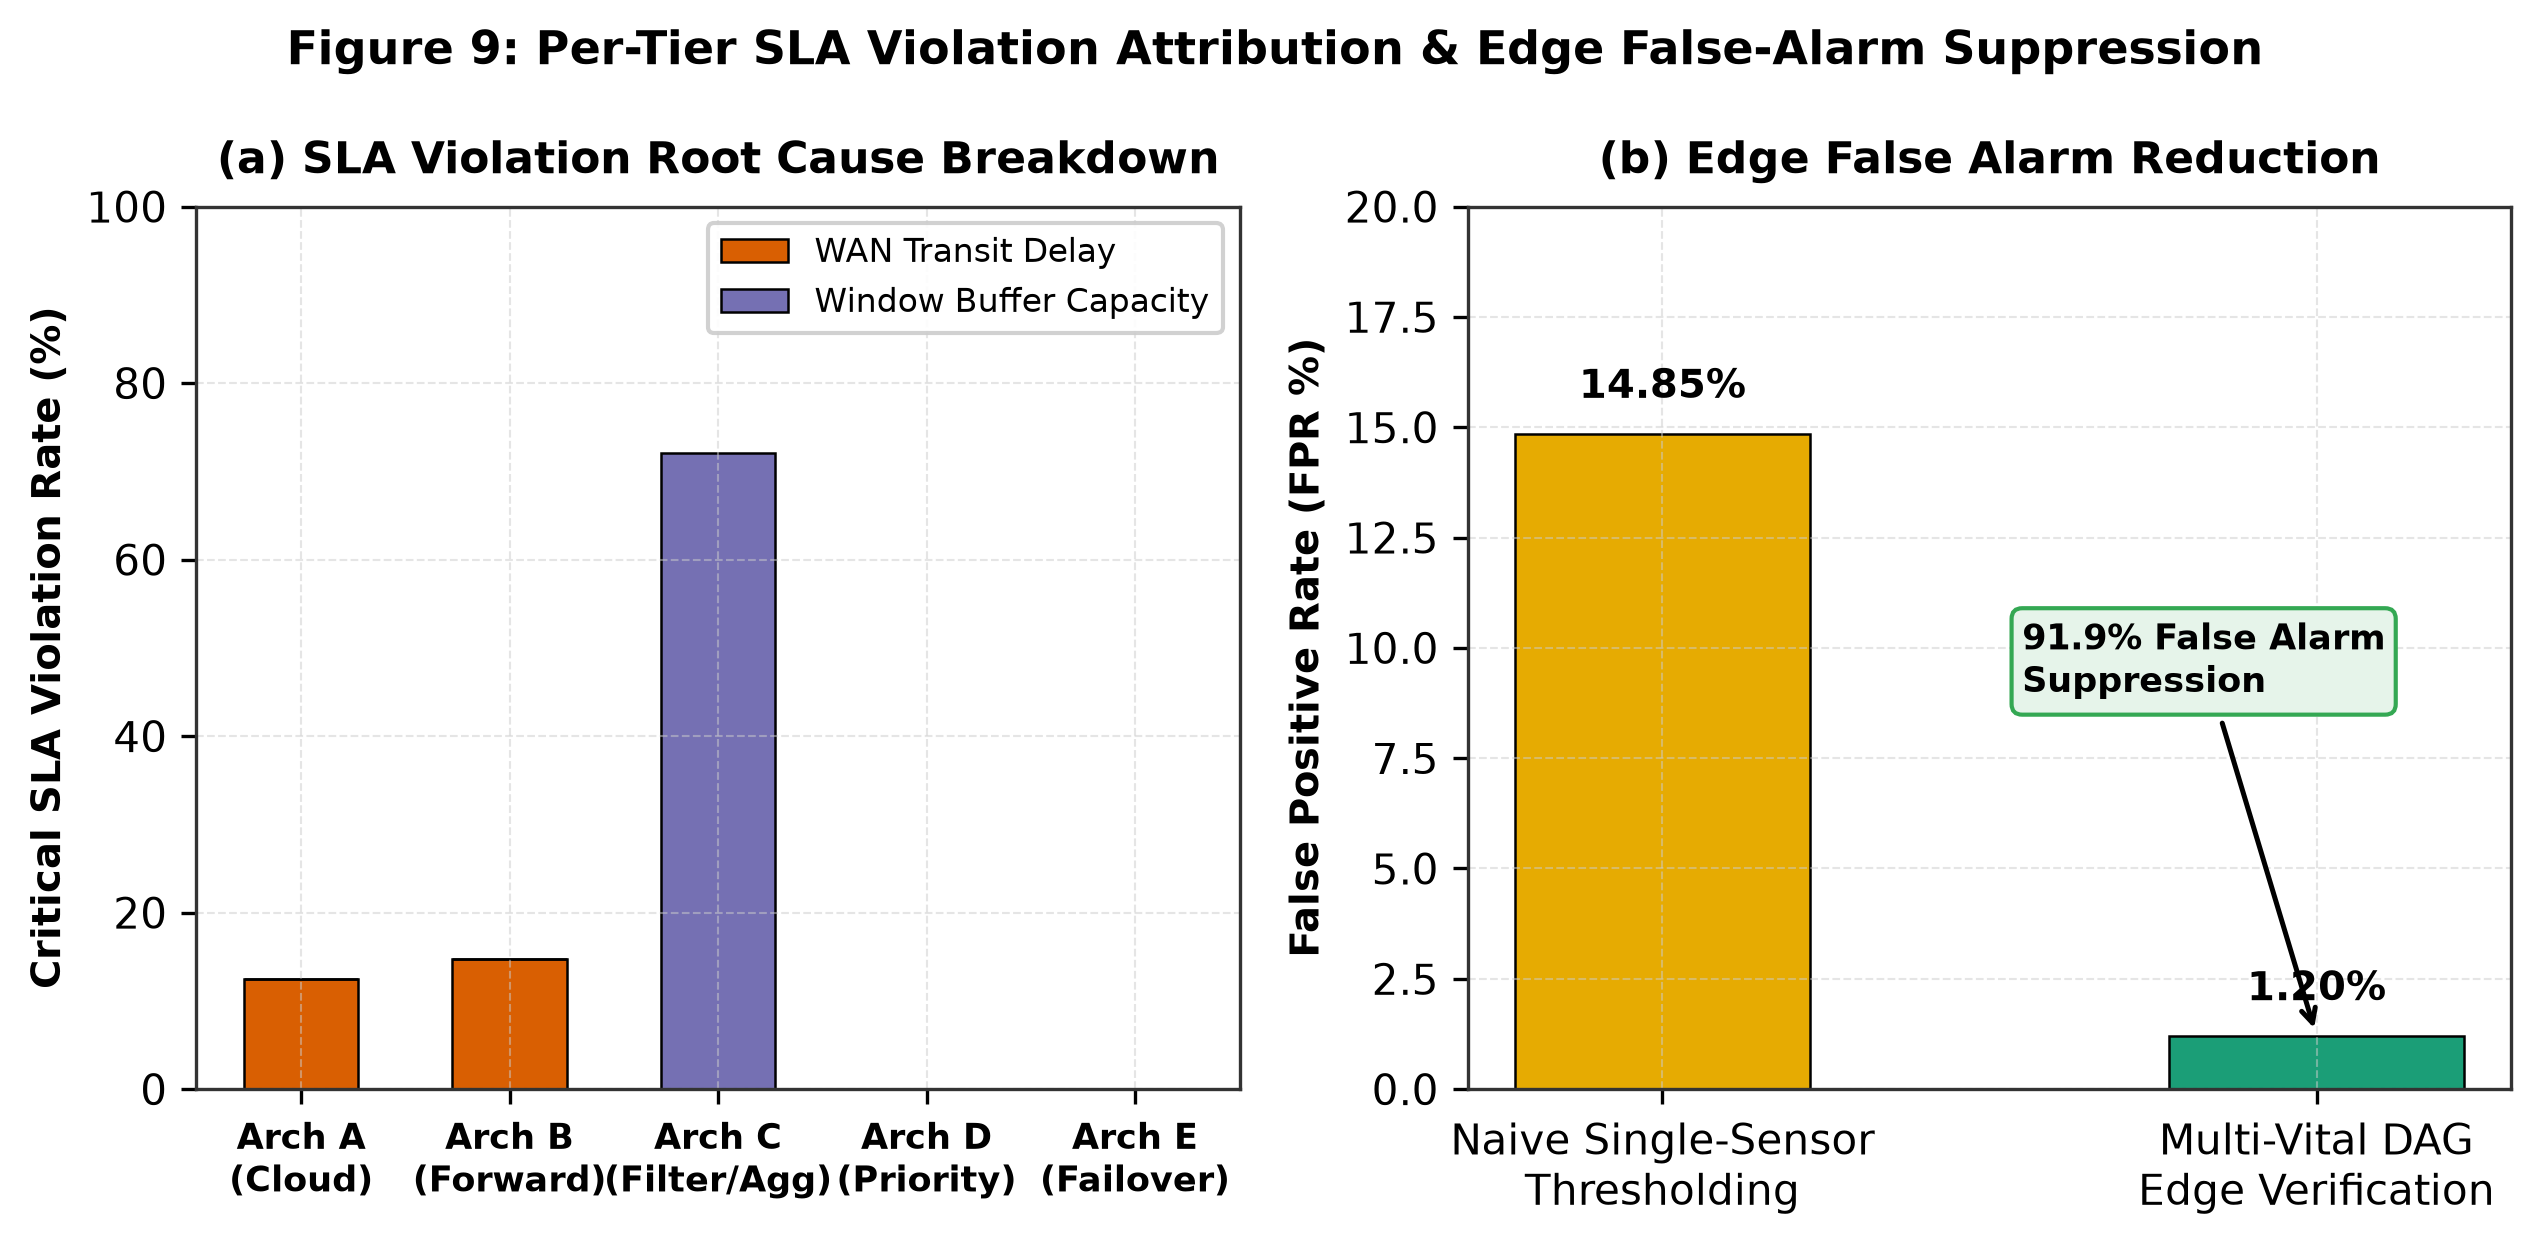 Figure 9: Per-Tier SLA Violation Attribution & Edge False-Alarm Suppression
(a) SLA Violation Root Cause Breakdown
Critical SLA Violation Rate (%)
100
80
60
40
20
0
WAN Transit Delay
Window Buffer Capacity
Arch A
(Cloud)
Arch B
(Forward)
Arch C
(Filter/Agg)
Arch D
(Priority)
Arch E
(Failover)
(b) Edge False Alarm Reduction
False Positive Rate (FPR %)
20.0
17.5
15.0
12.5
10.0
7.5
5.0
2.5
0.0
14.85%
91.9% False Alarm
Suppression
1.20%
Naive Single-Sensor
Thresholding
Multi-Vital DAG
Edge Verification